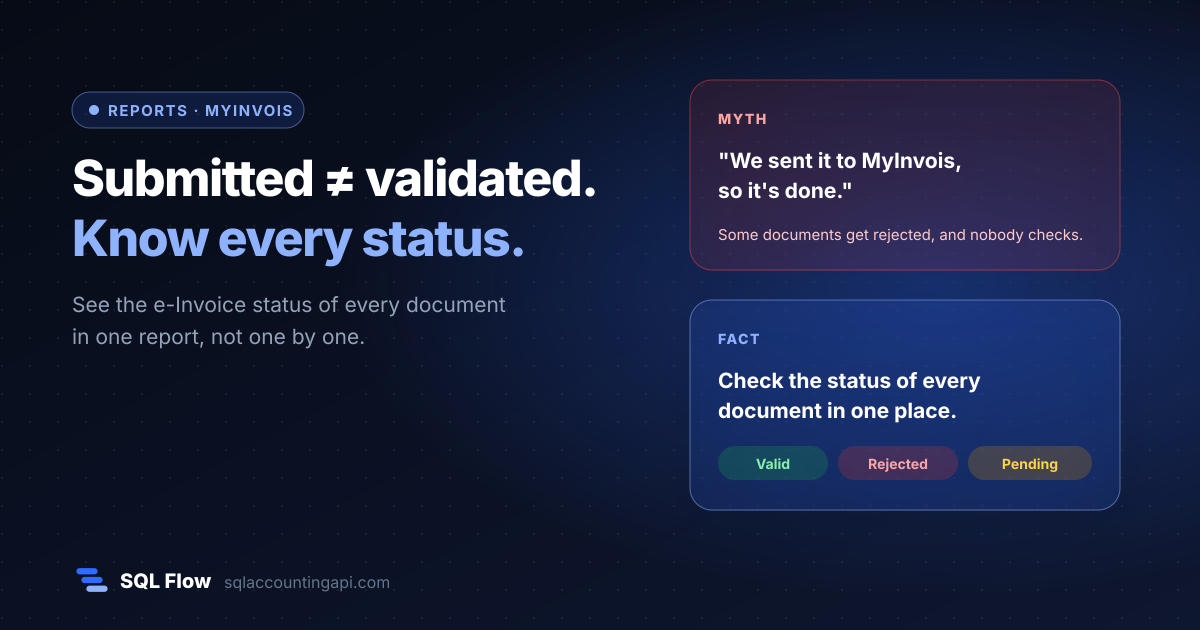 REPORTS · MYINVOIS
Submitted ≠ validated.
Know every status.
See the e-Invoice status of every document
in one report, not one by one.
MYTH
"We sent it to MyInvois,
so it's done."
Some documents get rejected, and nobody checks.
FACT
Check the status of every
document in one place.
Valid
Rejected
Pending
SQL Flow
sqlaccountingapi.com